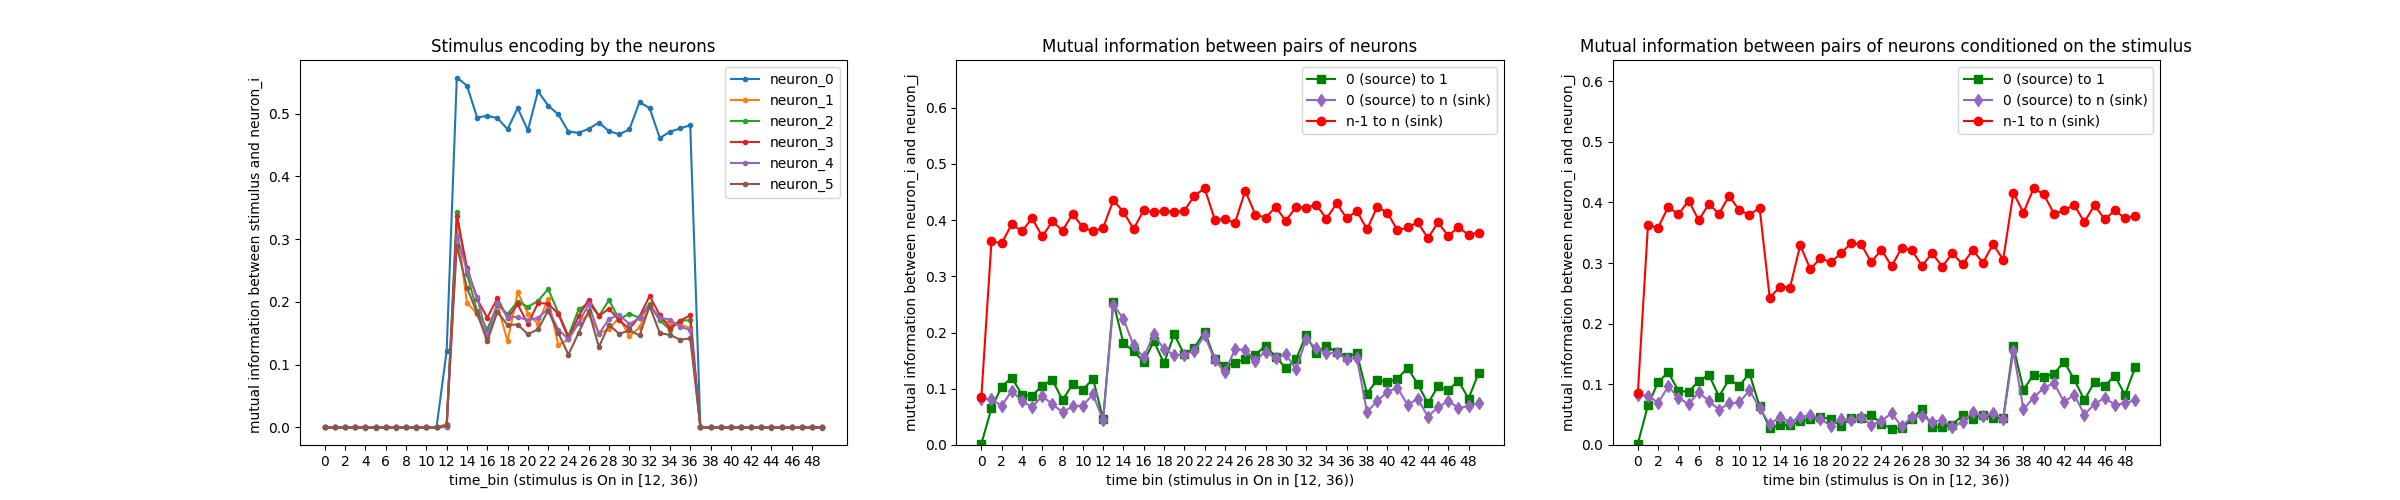 Stimulus encoding by the neurons
mutual information between stimulus and neuron_i
0.5
0.4
0.3
0.2
0.1
0.0
neuron_0
neuron_1
neuron_2
neuron_3
neuron_4
neuron_5
0 2 4 6 8 10 12 14 16 18 20 22 24 26 28 30 32 34 36 38 40 42 44 46 48
time_bin (stimulus is On in [12, 36))
Mutual information between pairs of neurons
mutual information between neuron_i and neuron_j
0.6
0.5
0.4
0.3
0.2
0.1
0.0
0 (source) to 1
0 (source) to n (sink)
n-1 to n (sink)
0 2 4 6 8 10 12 14 16 18 20 22 24 26 28 30 32 34 36 38 40 42 44 46 48
time bin (stimulus in On in [12, 36))
Mutual information between pairs of neurons conditioned on the stimulus
mutual information between neuron_i and neuron_j
0.6
0.5
0.4
0.3
0.2
0.1
0.0
0 (source) to 1
0 (source) to n (sink)
n-1 to n (sink)
0 2 4 6 8 10 12 14 16 18 20 22 24 26 28 30 32 34 36 38 40 42 44 46 48
time bin (stimulus is On in [12, 36))